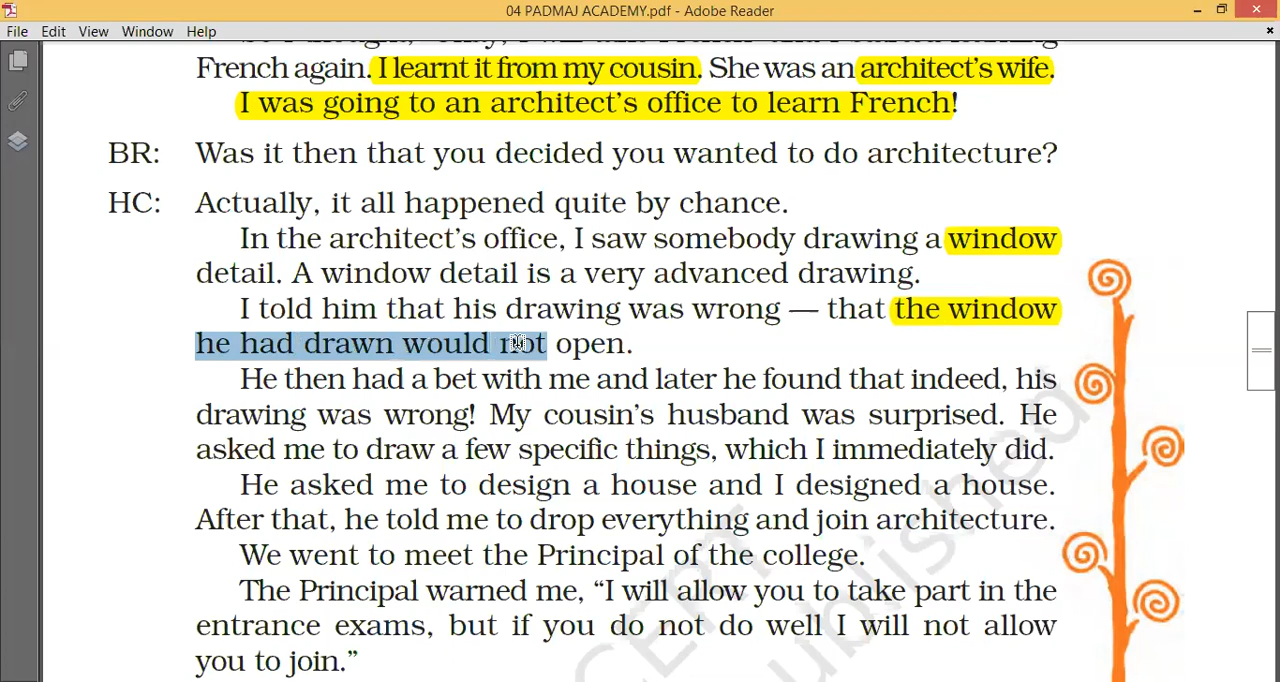 04 PADMAJ ACADEMY.pdf - Adobe Reader
File Edit View Window Help
French again. I learnt it from my cousin. She was an architect's wife.
I was going to an architect's office to learn French!
BR: Was it then that you decided you wanted to do architecture?
HC: Actually, it all happened quite by chance.
In the architect's office, I saw somebody drawing a window
detail. A window detail is a very advanced drawing.
I told him that his drawing was wrong — that the window
he had drawn would not open.
He then had a bet with me and later he found that indeed, his
drawing was wrong! My cousin's husband was surprised. He
asked me to draw a few specific things, which I immediately did.
He asked me to design a house and I designed a house.
After that, he told me to drop everything and join architecture.
We went to meet the Principal of the college.
The Principal warned me, “I will allow you to take part in the
entrance exams, but if you do not do well I will not allow
you to join.”